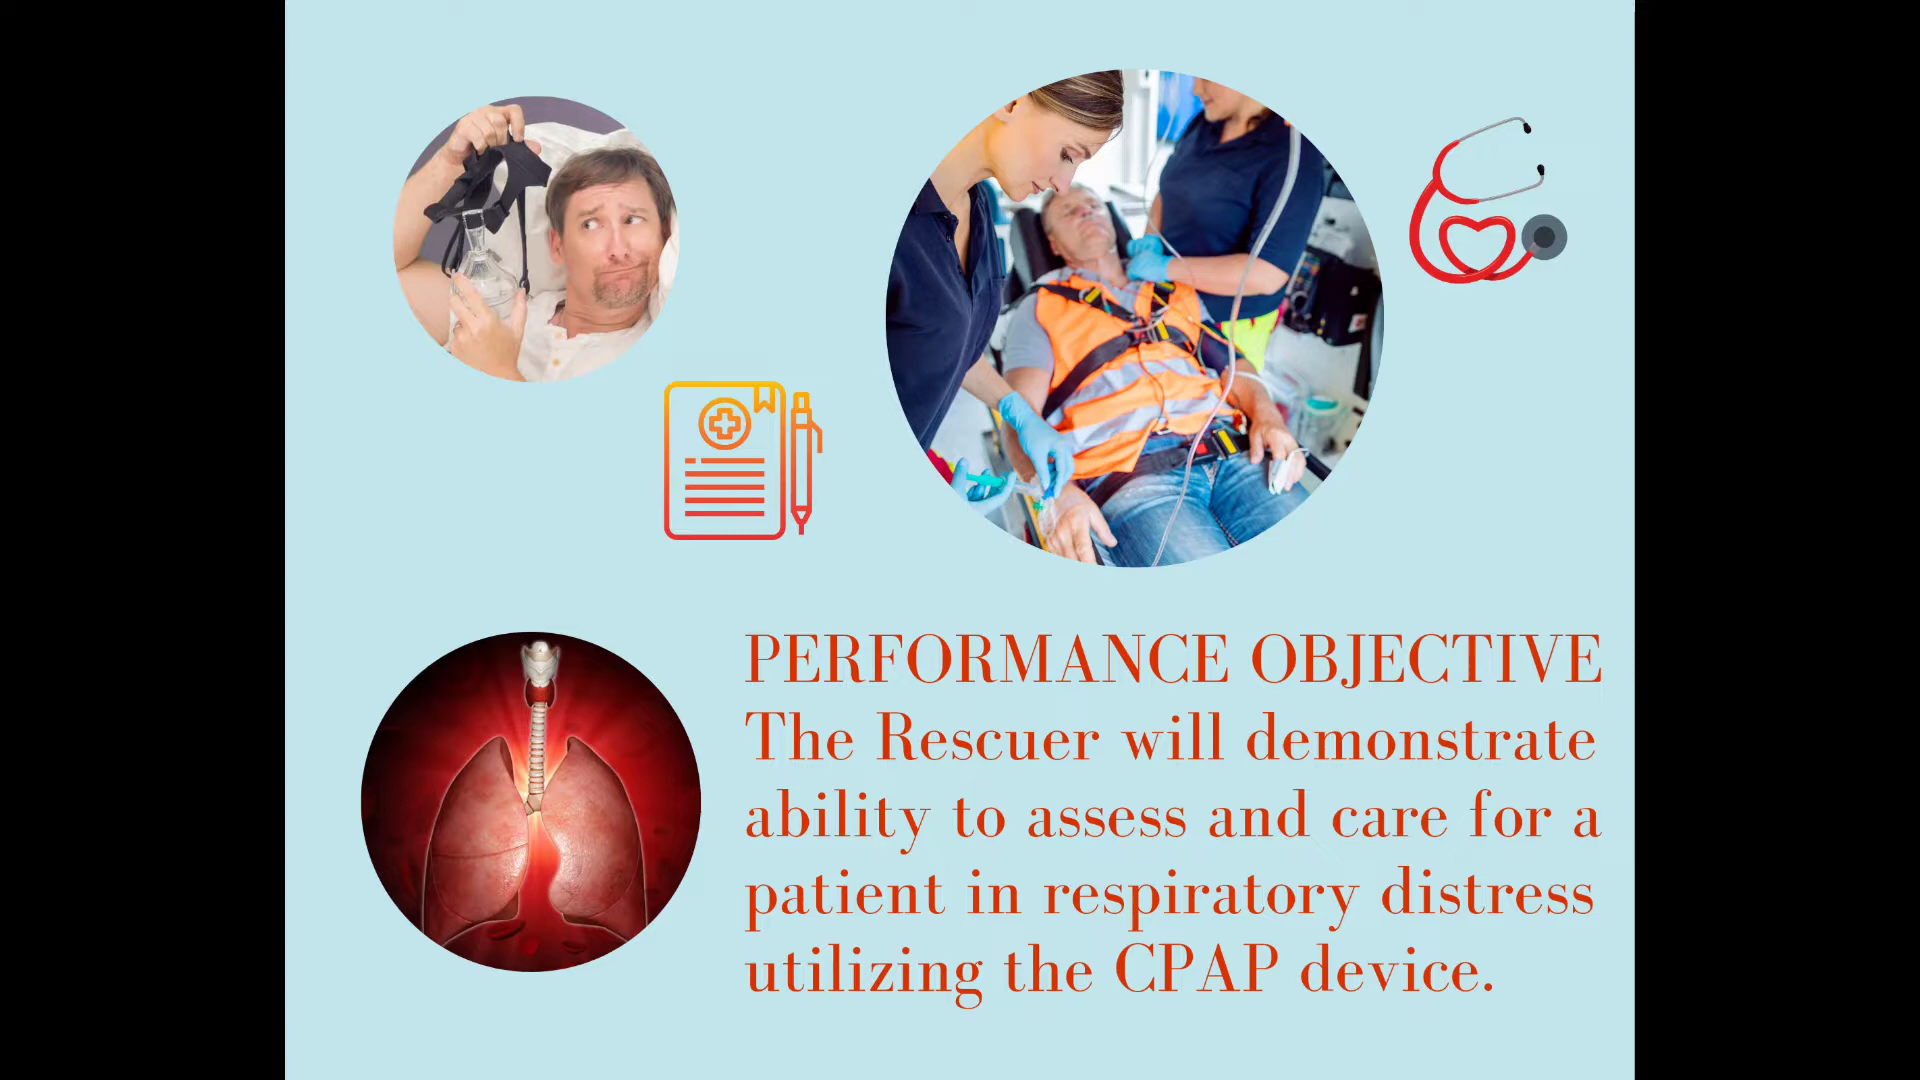 PERFORMANCE OBJECTIVE
The Rescuer will demonstrate
ability to assess and care for a
patient in respiratory distress
utilizing the CPAP device.